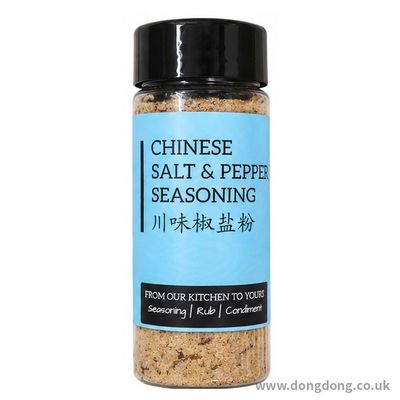 CHINESE
SALT & PEPPER
SEASONING
川味椒盐粉
FROM OUR KITCHEN TO YOURS
Seasoning | Rub | Condiment
www.dongdong.co.uk